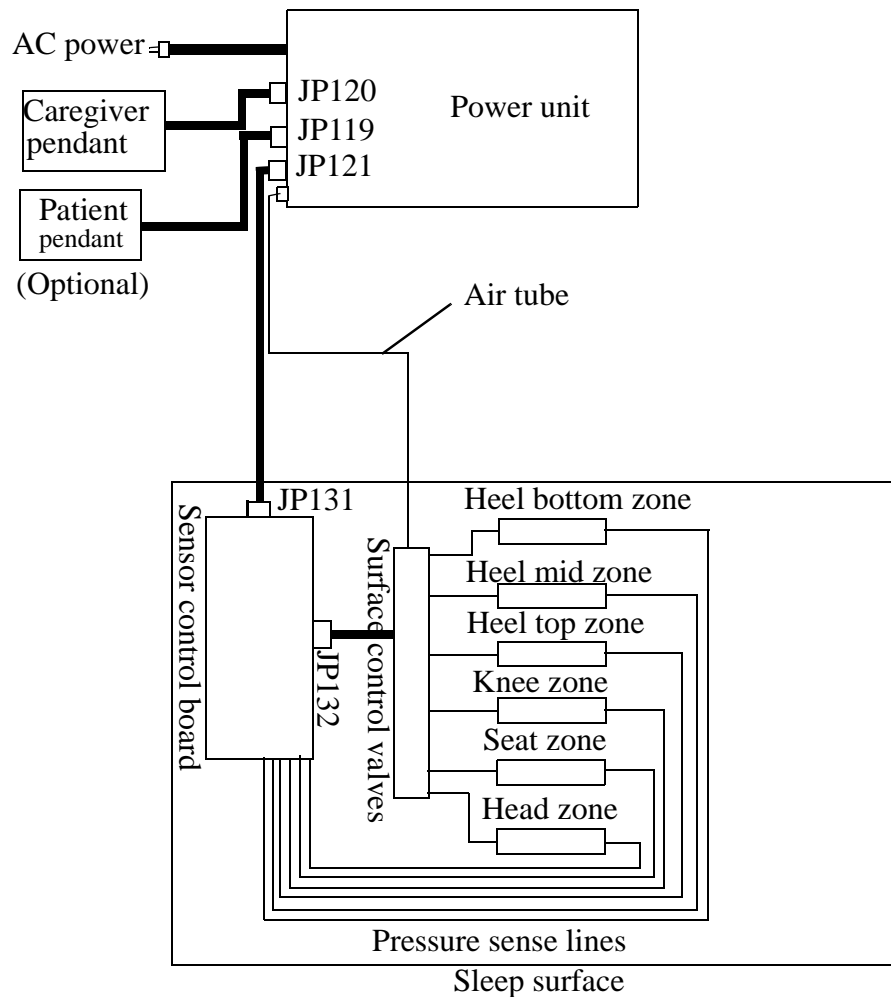 AC power
JP120
Caregiver
pendant
Power unit
JP119
JP121
Patient
pendant
(Optional)
Air tube
JP131
Sensor control board
JP132
Surface control valves
Heel bottom zone
Heel mid zone
Heel top zone
Knee zone
Seat zone
Head zone
Pressure sense lines
Sleep surface